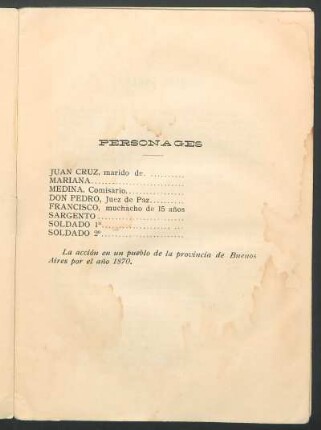 PERSONAGES
JUAN CRUZ, marido de. ..........
MARIANA......................
MEDINA, Comisario..............
DON PEDRO, Juez de Paz........
FRANCISCO, muchacho de 15 años
SARGENTO....................
SOLDADO 1º....................
SOLDADO 2º....................
La acción en un pueblo de la provincia de Buenos
Aires por el año 1870.